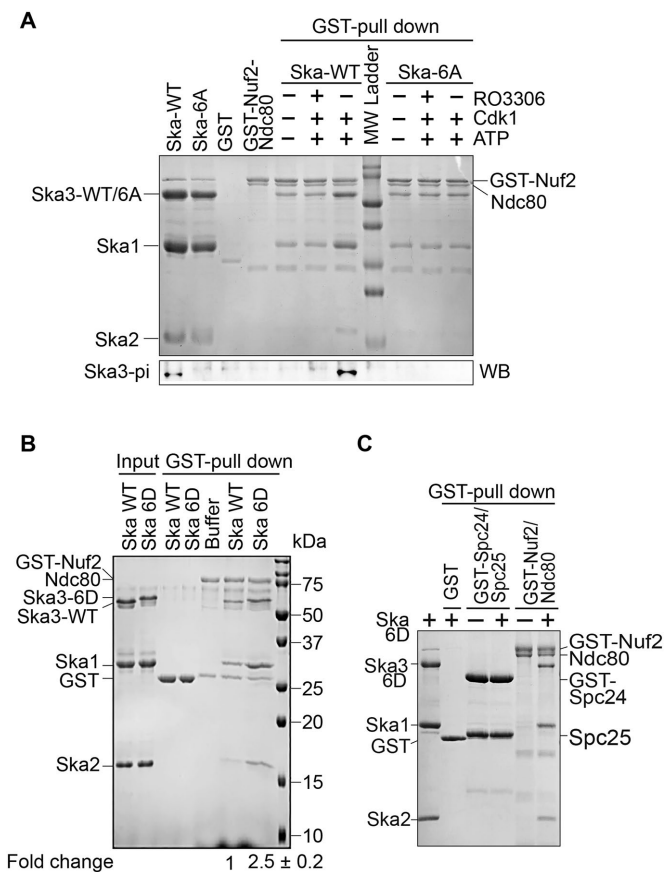 A
GST-pull down
Ska-WT
Ska-6A
GST
GST-Nuf2-
Ndc80
Ska-WT
MW Ladder
Ska-6A
− + − − + − RO3306
− + + − + + Cdk1
− + + − + + ATP
Ska3-WT/6A
GST-Nuf2
Ndc80
Ska1
Ska2
Ska3-pi
WB
B
Input GST-pull down
Ska WT
Ska 6D
Ska WT
Ska 6D
Buffer
Ska WT
Ska 6D
kDa
GST-Nuf2
Ndc80
75
Ska3-6D
Ska3-WT
50
37
Ska1
GST
25
20
Ska2
15
10
Fold change 1 2.5 ± 0.2
C
GST-pull down
GST
GST-Spc24/
Spc25
GST-Nuf2/
Ndc80
Ska + − + − +
6D
GST-Nuf2
Ndc80
Ska3
6D
GST-
Spc24
Ska1
GST
Spc25
Ska2